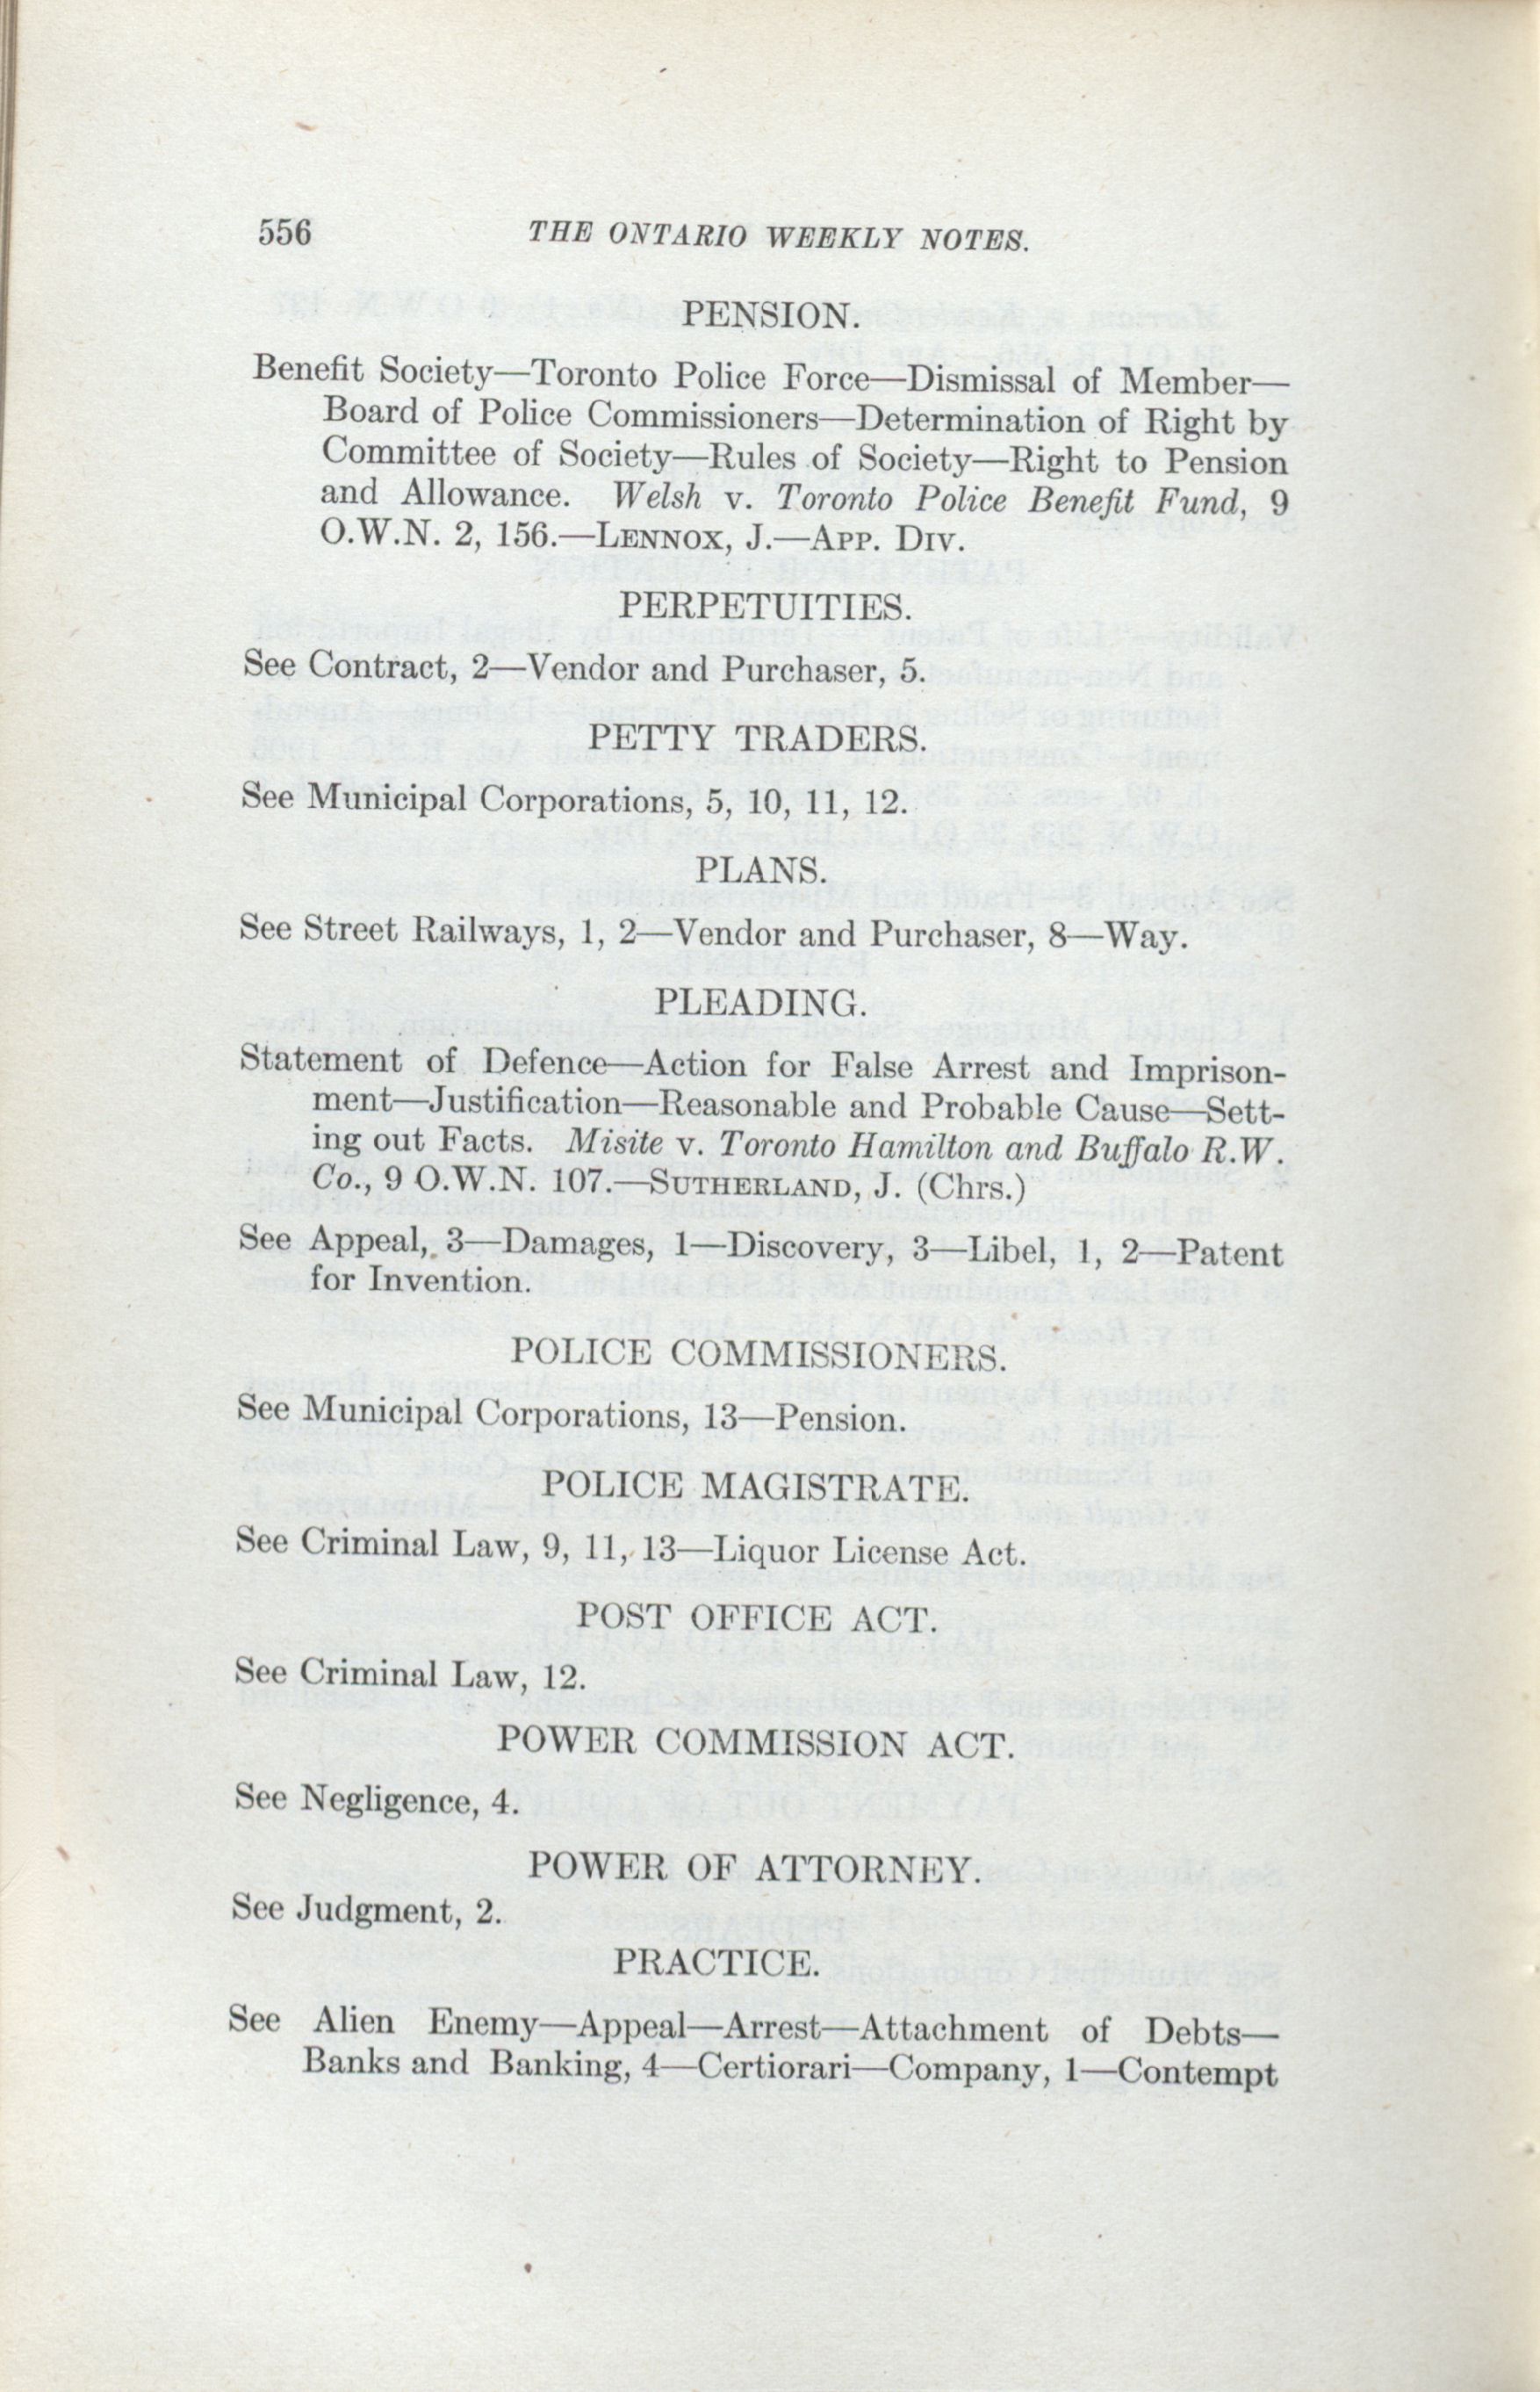 556 THE ONTARIO WEEKLY NOTES.
PENSION.
Benefit Society—Toronto Police Force—Dismissal of Member—
Board of Police Commissioners—Determination of Right by
Committee of Society—Rules of Society—Right to Pension
and Allowance. Welsh v. Toronto Police Benefit Fund, 9
O.W.N. 2, 156.—LENNOX, J.—APP. DIV.
PERPETUITIES.
See Contract, 2—Vendor and Purchaser, 5.
PETTY TRADERS.
See Municipal Corporations, 5, 10, 11, 12.
PLANS.
See Street Railways, 1, 2—Vendor and Purchaser, 8—Way.
PLEADING.
Statement of Defence—Action for False Arrest and Imprison-
ment—Justification—Reasonable and Probable Cause—Sett-
ing out Facts. Misite v. Toronto Hamilton and Buffalo R.W.
Co., 9 O.W.N. 107.—SUTHERLAND, J. (Chrs.)
See Appeal, 3—Damages, 1—Discovery, 3—Libel, 1, 2—Patent
for Invention.
POLICE COMMISSIONERS.
See Municipal Corporations, 13—Pension.
POLICE MAGISTRATE.
See Criminal Law, 9, 11, 13—Liquor License Act.
POST OFFICE ACT.
See Criminal Law, 12.
POWER COMMISSION ACT.
See Negligence, 4.
POWER OF ATTORNEY.
See Judgment, 2.
PRACTICE.
See Alien Enemy—Appeal—Arrest—Attachment of Debts—
Banks and Banking, 4—Certiorari—Company, 1—Contempt